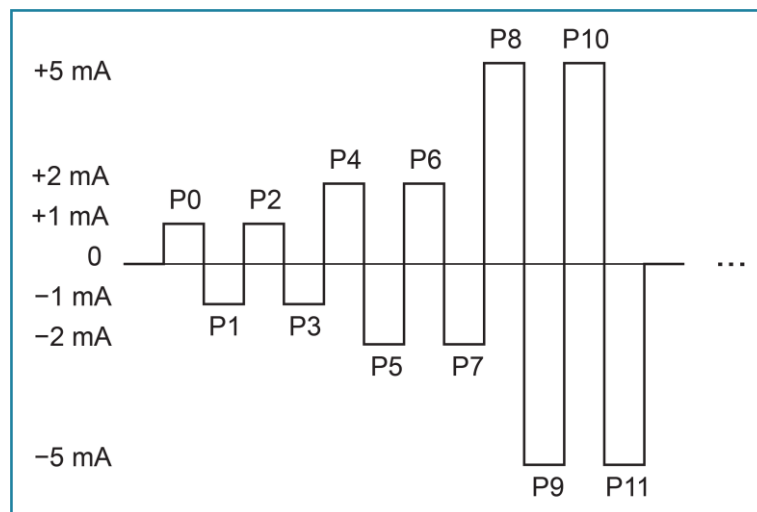 P8 P10
+5 mA
P4 P6
+2 mA
P0 P2
+1 mA
0
...
−1 mA
P1 P3
−2 mA
P5 P7
−5 mA
P9 P11